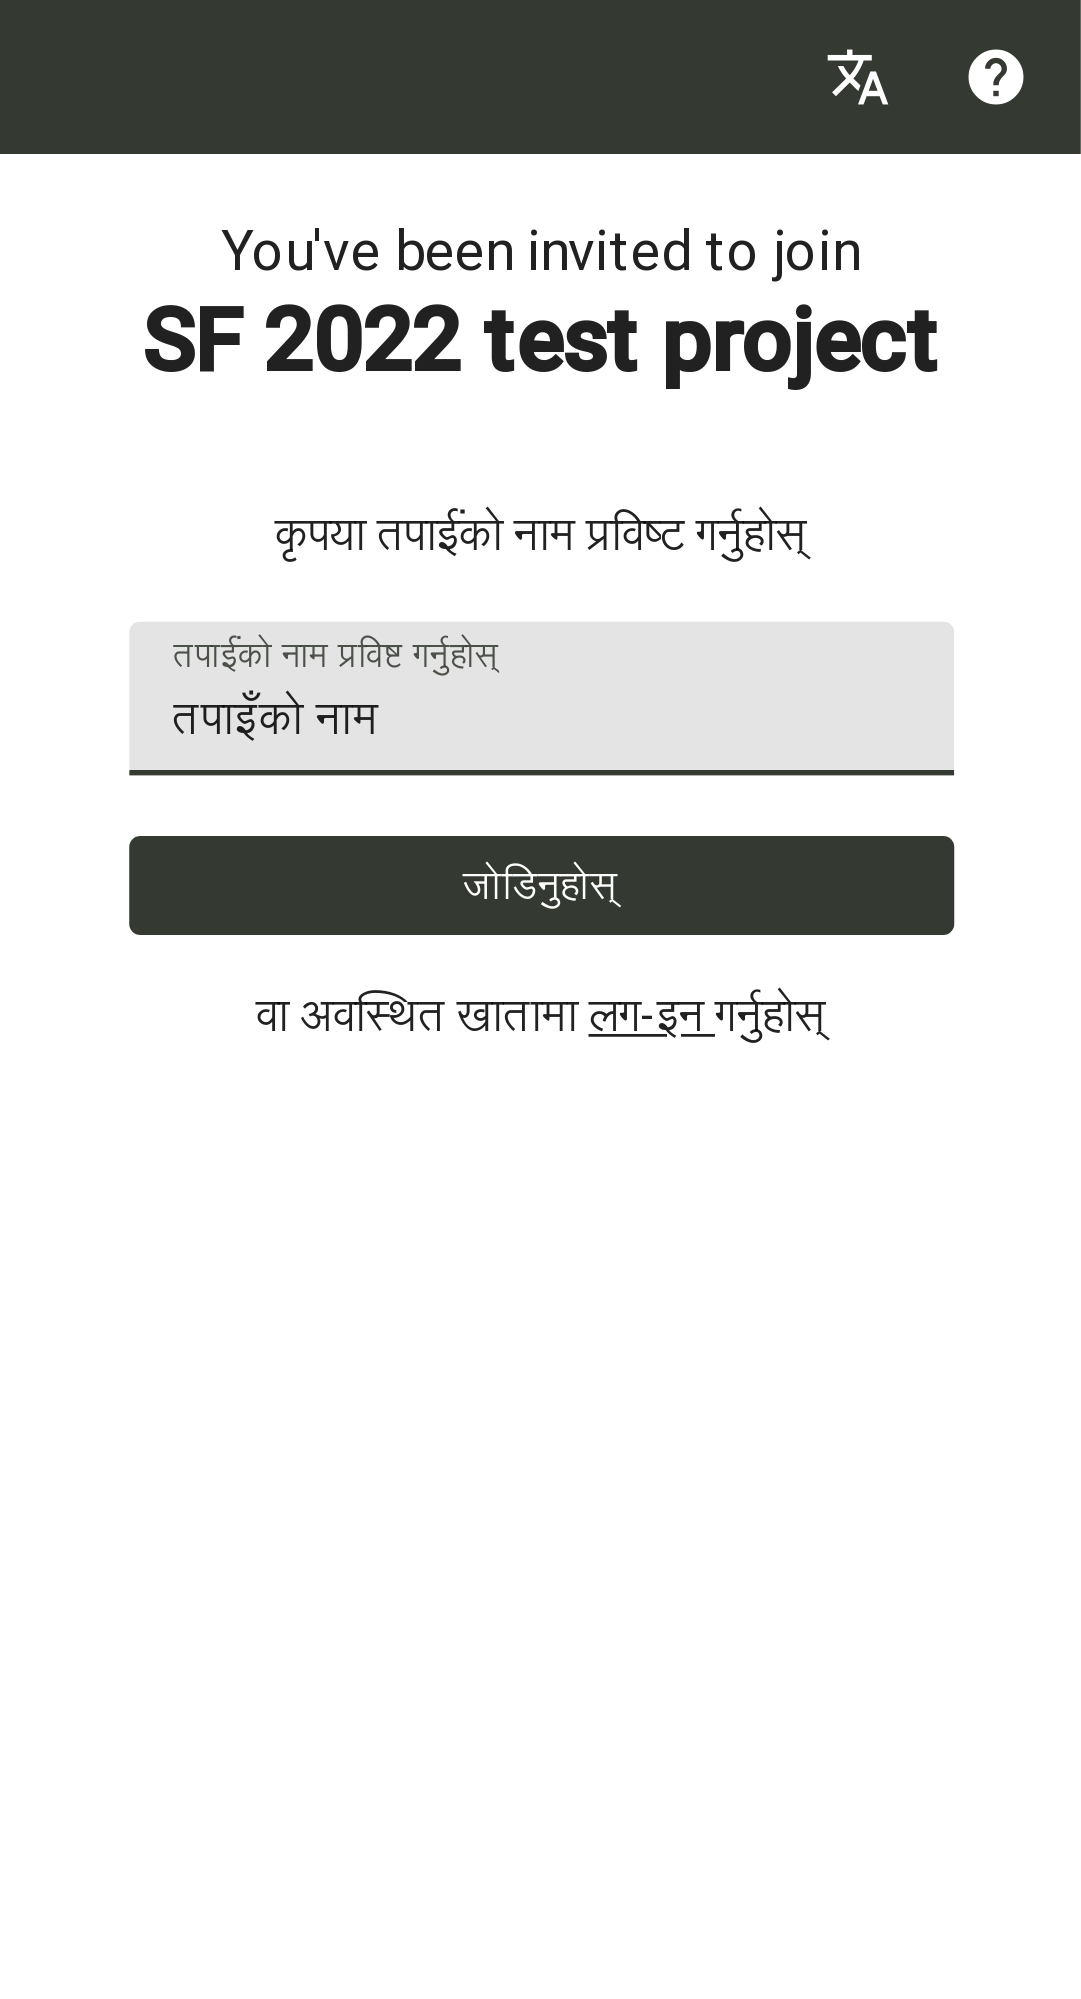 You've been invited to join
SF 2022 test project
कृपया तपाईंको नाम प्रविष्ट गर्नुहोस्
तपाईंको नाम प्रविष्ट गर्नुहोस्
तपाइँको नाम
जोडिनुहोस्
वा अवस्थित खातामा लग-इन गर्नुहोस्